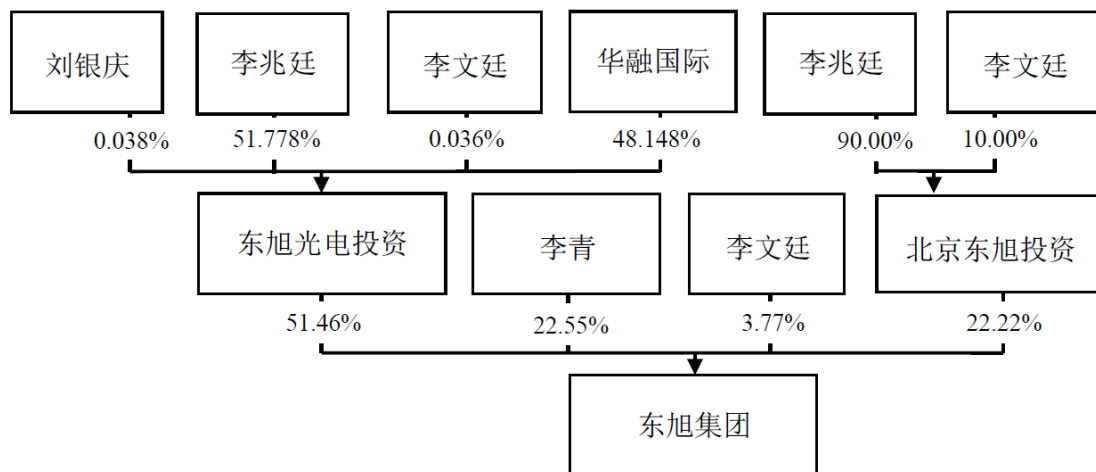 刘银庆
李兆廷
李文廷
华融国际
李兆廷
李文廷
0.038%
51.778%
0.036%
48.148%
90.00%
10.00%
东旭光电投资
李青
李文廷
北京东旭投资
51.46%
22.55%
3.77%
22.22%
东旭集团